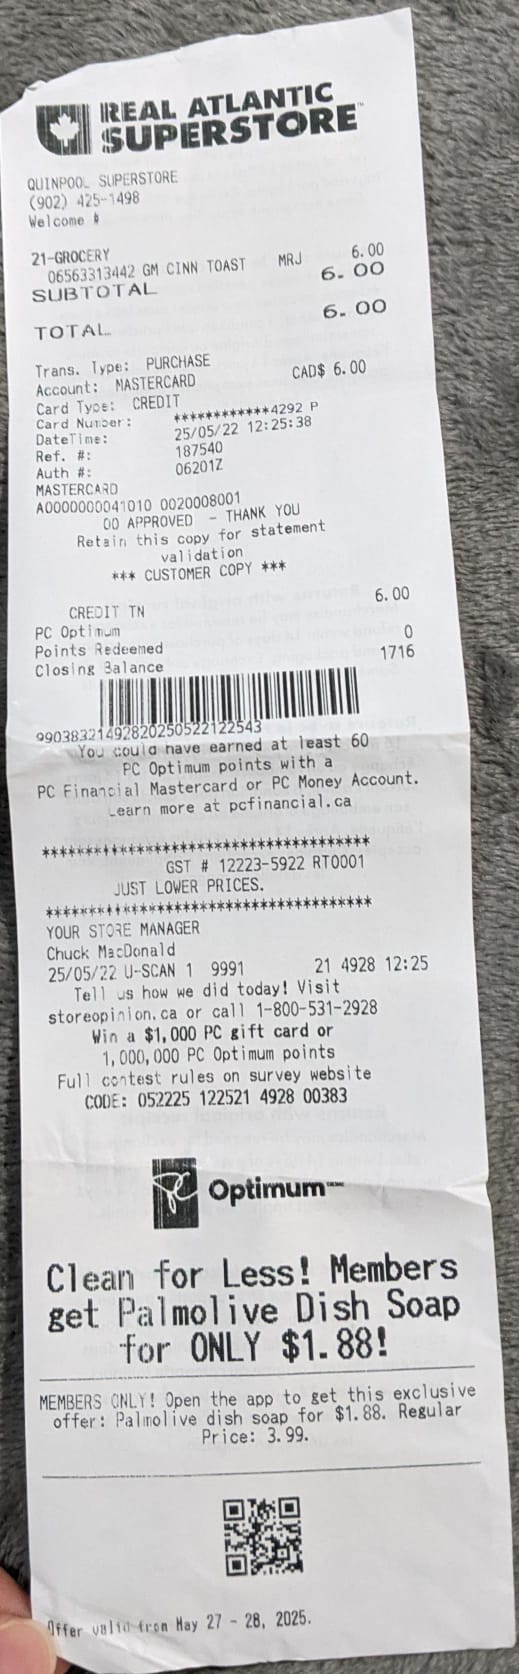 REAL ATLANTIC
SUPERSTORE™
QUINPOOL SUPERSTORE
(902) 425-1498
Welcome #
21-GROCERY
06563313442 GM CINN TOAST MRJ 6.00
SUBTOTAL 6.00
TOTAL 6.00
Trans. Type: PURCHASE
Account: MASTERCARD CAD$ 6.00
Card Type: CREDIT
Card Number: ************4292 P
DateTime: 25/05/22 12:25:38
Ref. #: 187540
Auth #: 06201Z
MASTERCARD
A0000000041010 0020008001
00 APPROVED - THANK YOU
Retain this copy for statement
validation
*** CUSTOMER COPY ***
CREDIT TN 6.00
PC Optimum
Points Redeemed 0
Closing Balance 1716
99038321492820250522122543
You could have earned at least 60
PC Optimum points with a
PC Financial Mastercard or PC Money Account.
Learn more at pcfinancial.ca
****************************************
GST # 12223-5922 RT0001
JUST LOWER PRICES.
****************************************
YOUR STORE MANAGER
Chuck MacDonald
25/05/22 U-SCAN 1 9991 21 4928 12:25
Tell us how we did today! Visit
storeopinion.ca or call 1-800-531-2928
Win a $1,000 PC gift card or
1,000,000 PC Optimum points
Full contest rules on survey website
CODE: 052225 122521 4928 00383
pc Optimum
Clean for Less! Members
get Palmolive Dish Soap
for ONLY $1.88!
MEMBERS ONLY! Open the app to get this exclusive
offer: Palmolive dish soap for $1.88. Regular
Price: 3.99.
Offer valid from May 27 - 28, 2025.